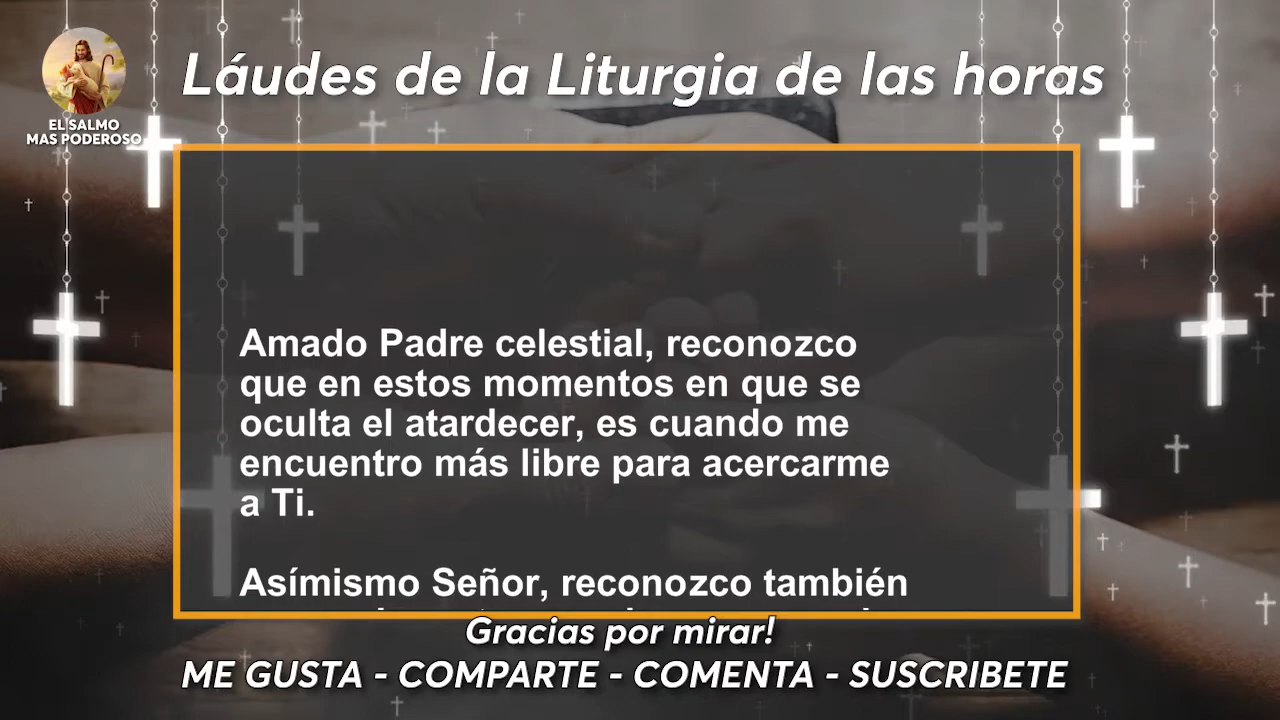 Láudes de la Liturgia de las horas
EL SALMO
MAS PODEROSO
Amado Padre celestial, reconozco
que en estos momentos en que se
oculta el atardecer, es cuando me
encuentro más libre para acercarme
a Ti.
Asímismo Señor, reconozco también
Gracias por mirar!
ME GUSTA - COMPARTE - COMENTA - SUSCRIBETE